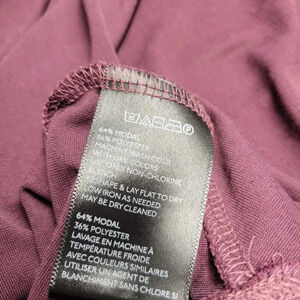 64% MODAL
36% POLYESTER
MACHINE WASH COLD
WITH LIKE COLORS
NON-CHLORINE
RESHAPE & LAY FLAT TO DRY
LOW IRON AS NEEDED
MAY BE DRY CLEANED
64% MODAL
36% POLYESTER
LAVAGE EN MACHINE À
TEMPÉRATURE FROIDE
AVEC COULEURS SIMILAIRES
UTILISER UN AGENT DE
BLANCHIMENT SANS CHLORE SI